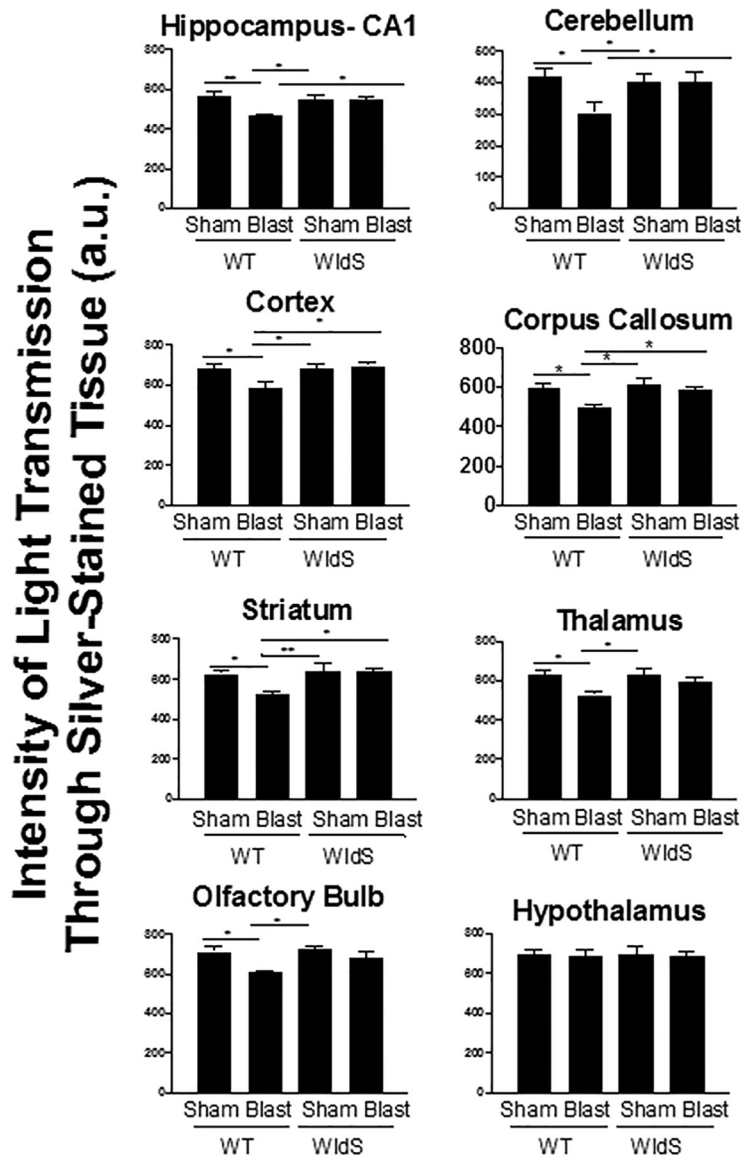 Intensity of Light Transmission
Through Silver-Stained Tissue (a.u.)
Hippocampus- CA1
** * *
800
600
400
200
0
Sham Blast Sham Blast
WT WldS
Cerebellum
* * *
600
400
300
200
100
0
Sham Blast Sham Blast
WT WldS
Cortex
* * *
800
600
400
200
0
Sham Blast Sham Blast
WT WldS
Corpus Callosum
* * *
800
600
400
200
0
Sham Blast Sham Blast
WT WldS
Striatum
* ** *
800
600
400
200
0
Sham Blast Sham Blast
WT WldS
Thalamus
* *
800
600
400
200
0
Sham Blast Sham Blast
WT WldS
Olfactory Bulb
* *
800
600
400
200
0
Sham Blast Sham Blast
WT WldS
Hypothalamus
800
600
400
200
0
Sham Blast Sham Blast
WT WldS